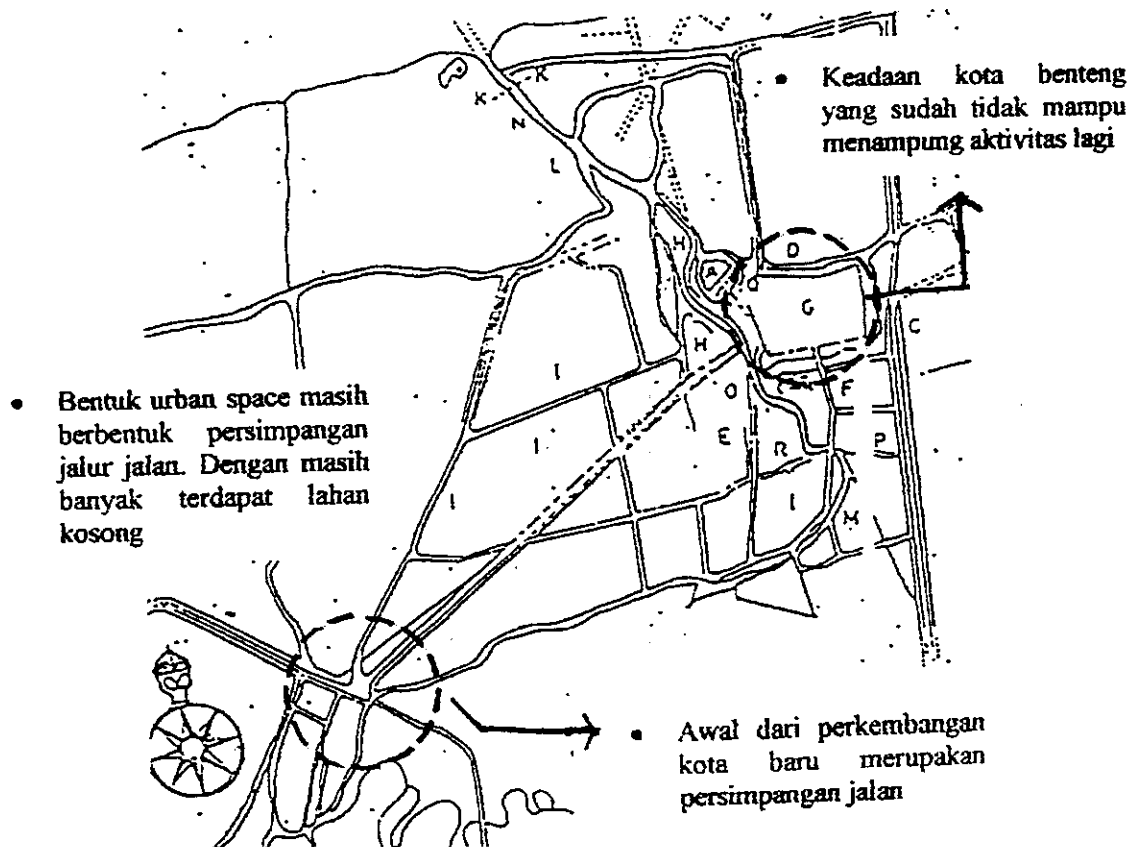 • Keadaan kota benteng
yang sudah tidak mampu
menampung aktivitas lagi
• Bentuk urban space masih
berbentuk persimpangan
jalur jalan. Dengan masih
banyak terdapat lahan
kosong
• Awal dari perkembangan
kota baru merupakan
persimpangan jalan
K
K
N
L
H
D
A
G
C
H
I
O
F
E
R
P
I
I
I
M